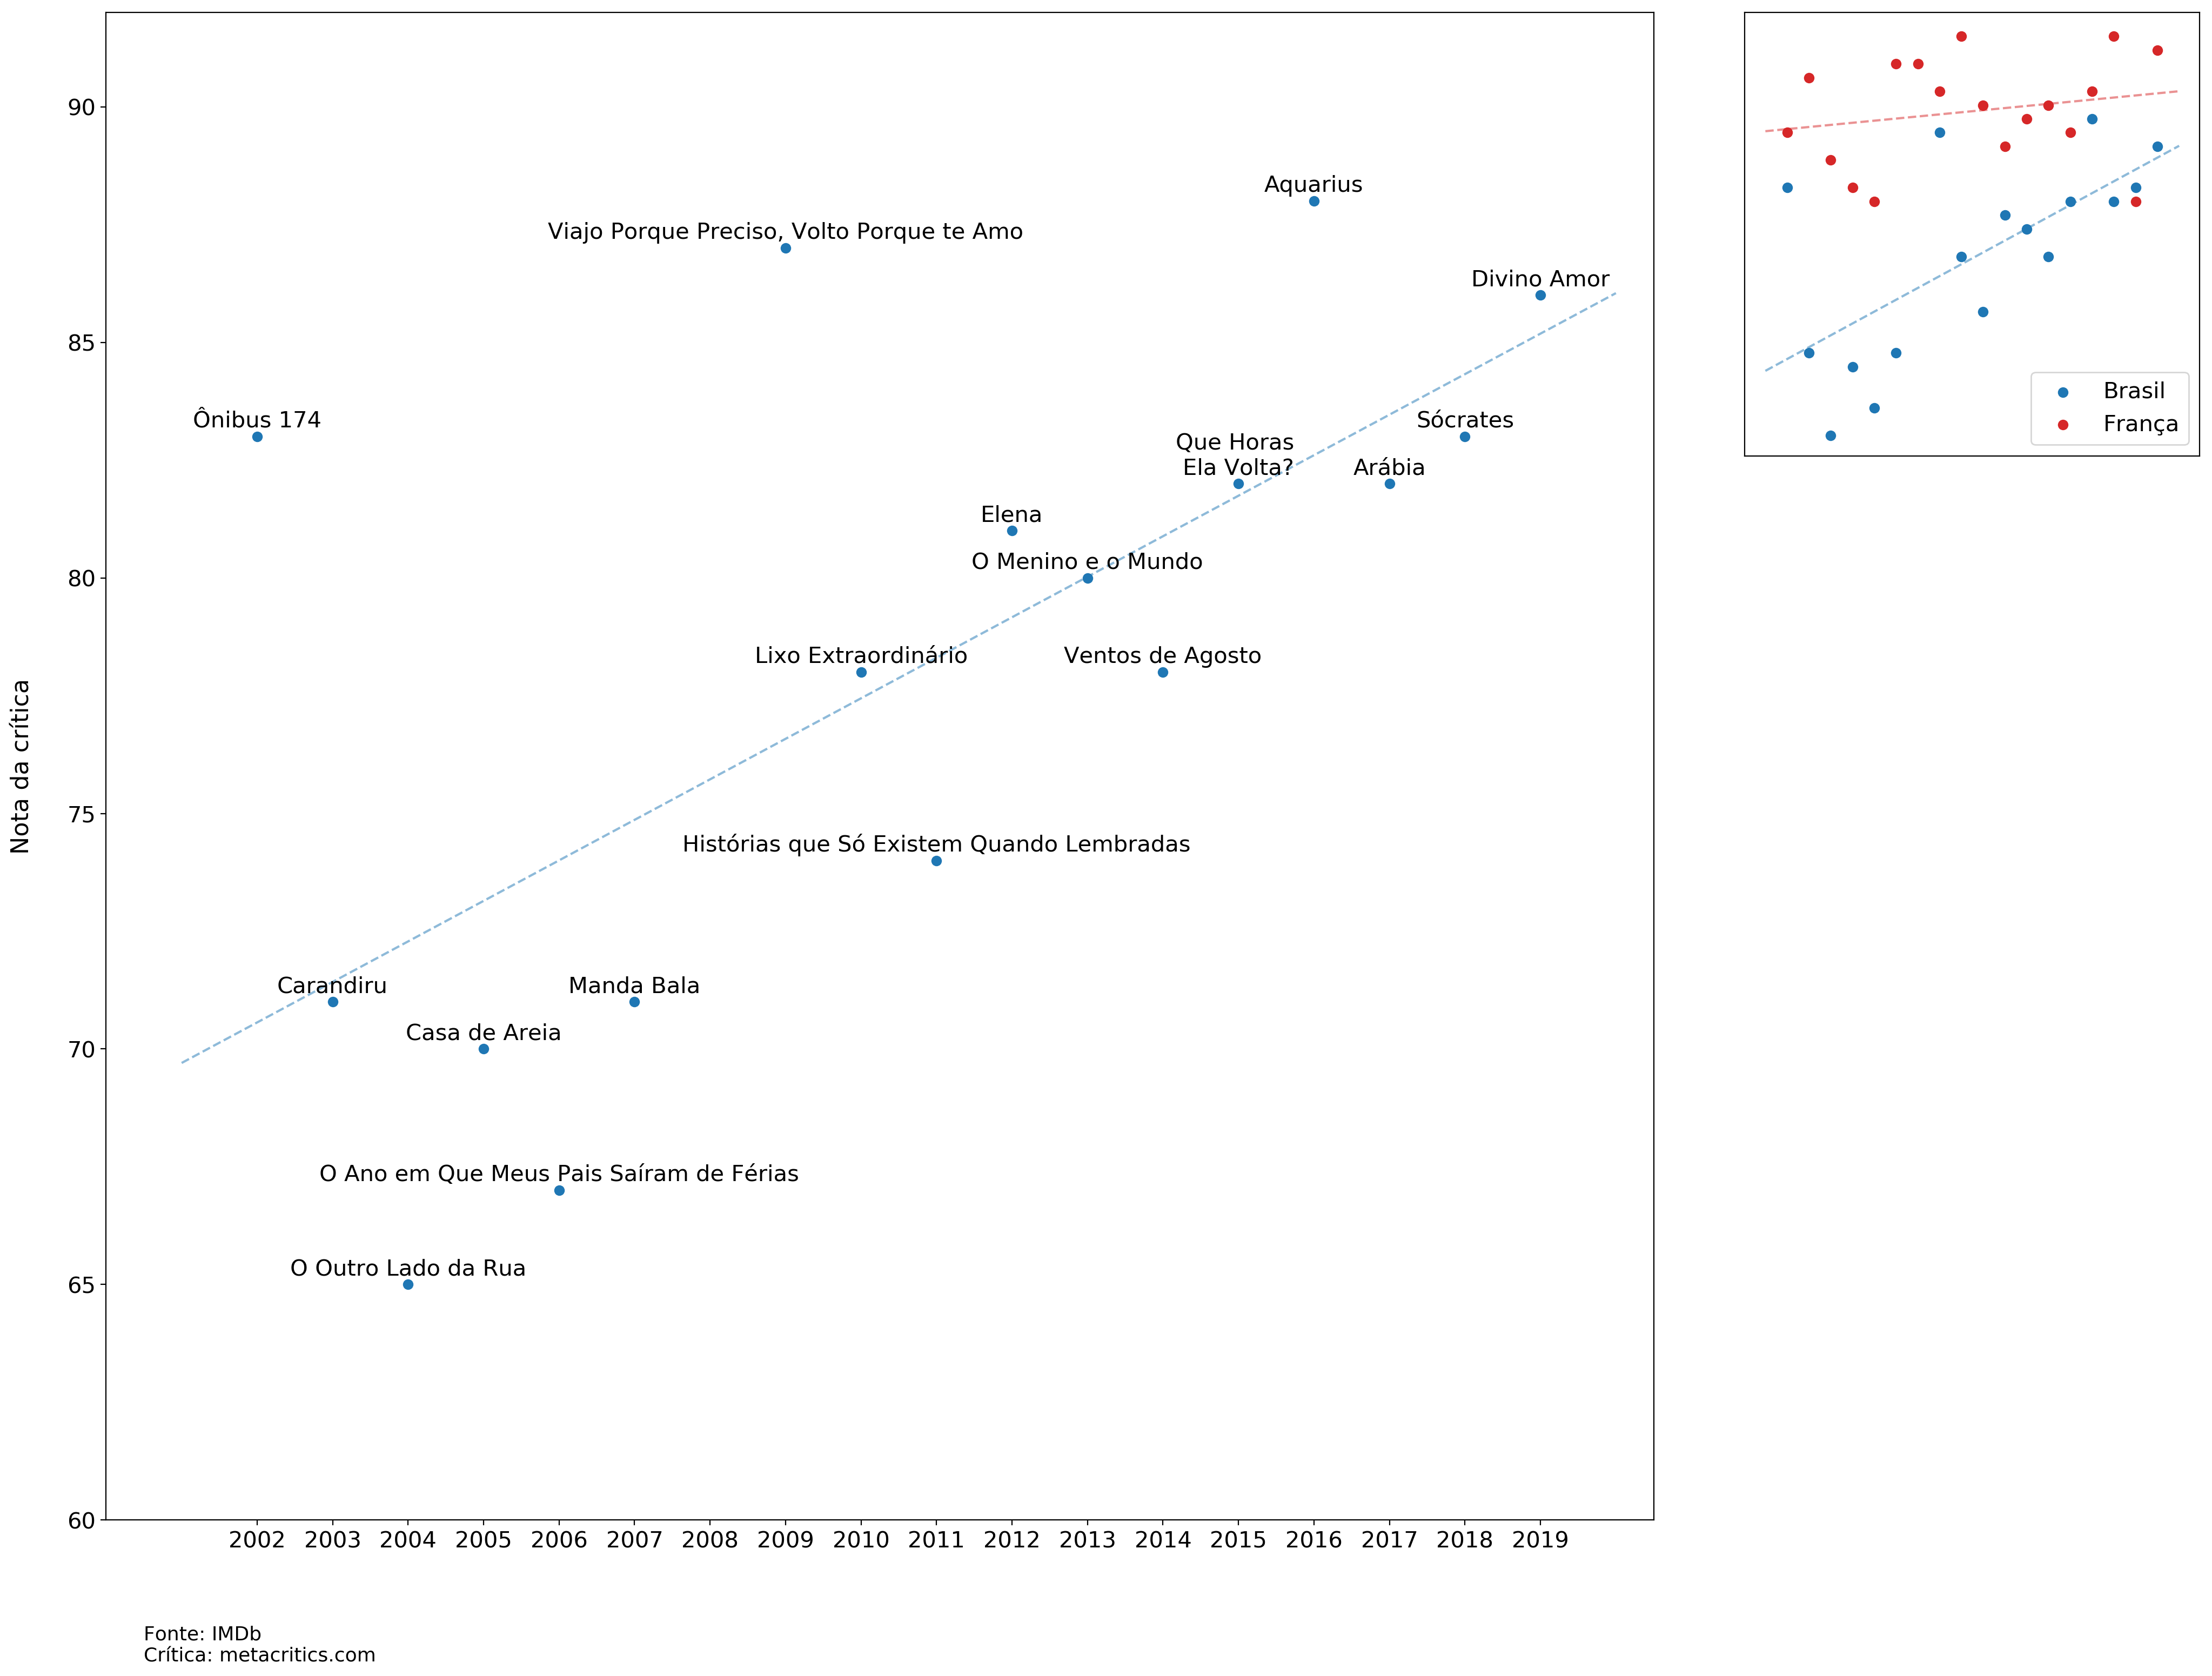 Nota da crítica
90
85
80
75
70
65
60
Aquarius
Viajo Porque Preciso, Volto Porque te Amo
Divino Amor
Ônibus 174
Sócrates
Que Horas
Ela Volta?
Arábia
Elena
O Menino e o Mundo
Lixo Extraordinário
Ventos de Agosto
Histórias que Só Existem Quando Lembradas
Carandiru
Manda Bala
Casa de Areia
O Ano em Que Meus Pais Saíram de Férias
O Outro Lado da Rua
2002 2003 2004 2005 2006 2007 2008 2009 2010 2011 2012 2013 2014 2015 2016 2017 2018 2019
Brasil
França
Fonte: IMDb
Crítica: metacritics.com